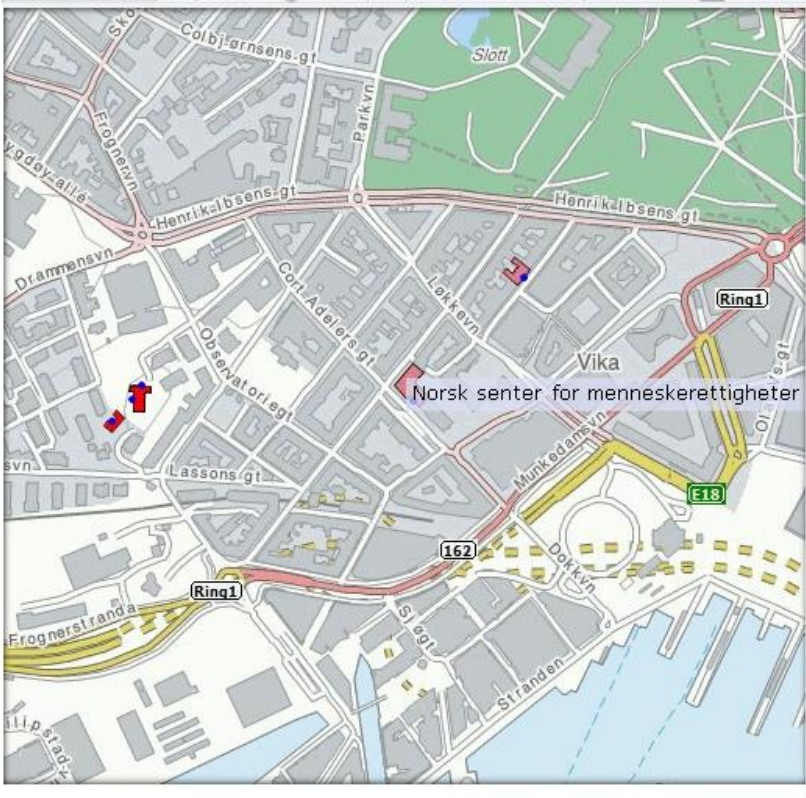 Colbjørnsens gt
Slott
Parkvn
Frognervn
Henrik Ibsens gt
Henrik Ibsens gt
Drammensvn
Løkkevn
Cort Adelers gt
Ring1
Observatoriegt
Vika
Norsk senter for menneskerettigheter
Munkedamsvn
Lassons gt
E18
162
Dokkvn
Ring1
Frognerstranda
Sjøgt
Stranden